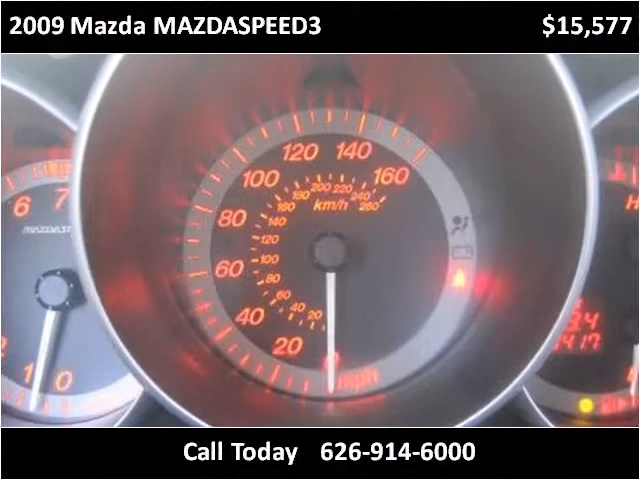 2009 Mazda MAZDASPEED3 $15,577
120 140
100 160
80
60
40
20
0
mph
180 200 220 240
160 260
km/h
140
120
100
80
60
40
20
6 7
MAZDAS
0
H
Call Today 626-914-6000